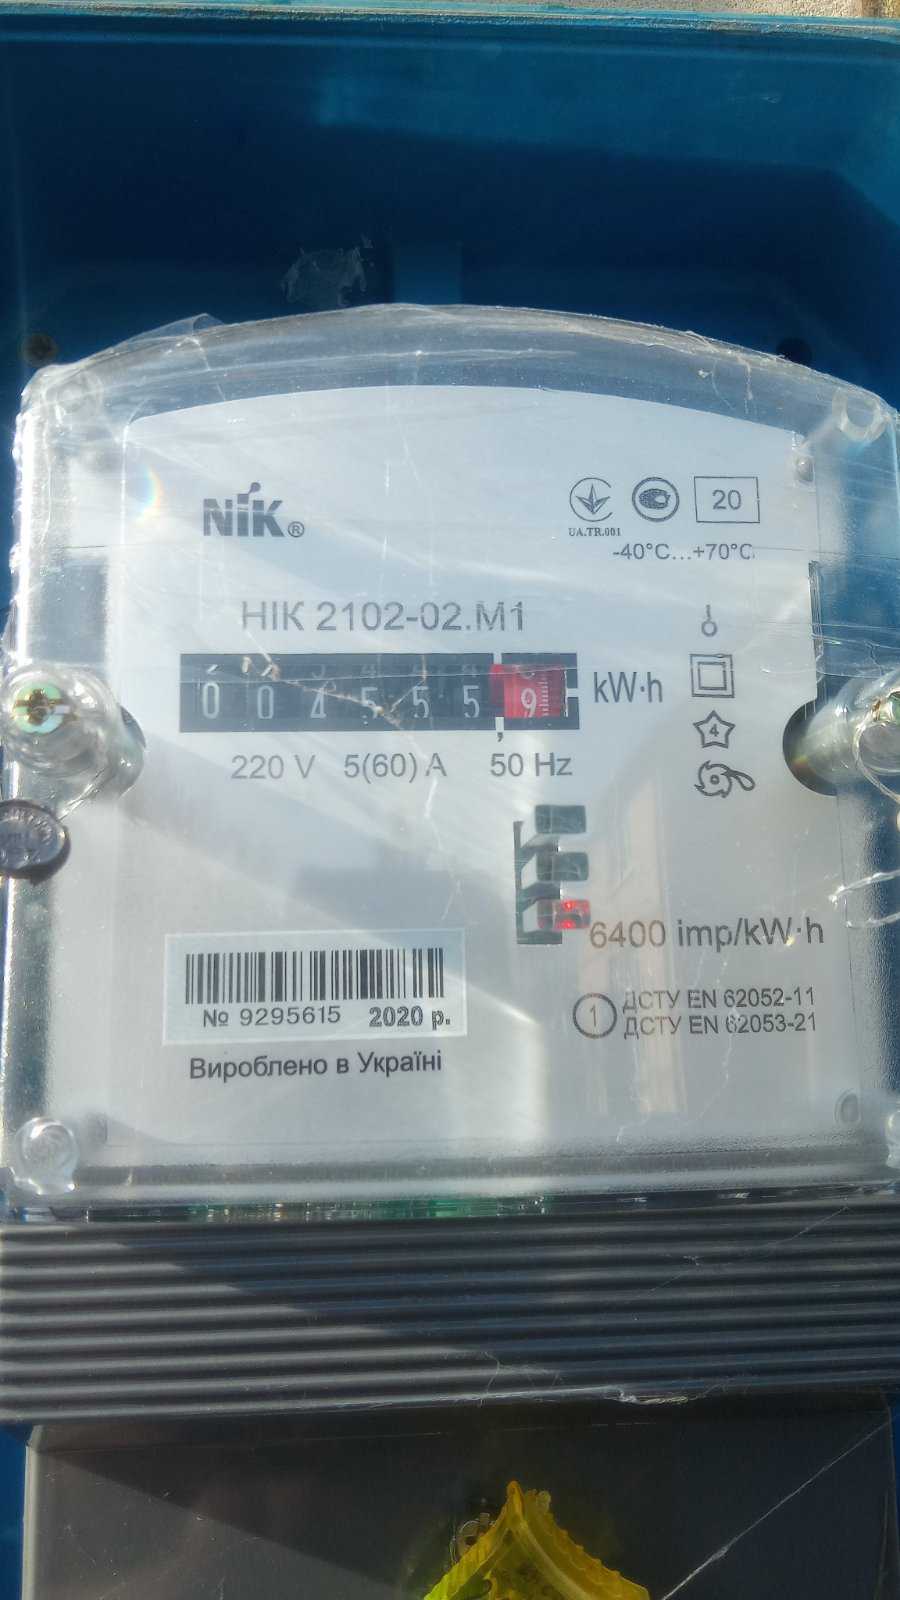 NiK®
20
UA.TR.001
-40°C...+70°C
НІК 2102-02.М1
0 0 4 5 5 5 , 9 kW·h
220 V 5(60) A 50 Hz
4
6400 imp/kW·h
№ 9295615 2020 р.
1 ДСТУ EN 62052-11
ДСТУ EN 62053-21
Вироблено в Україні